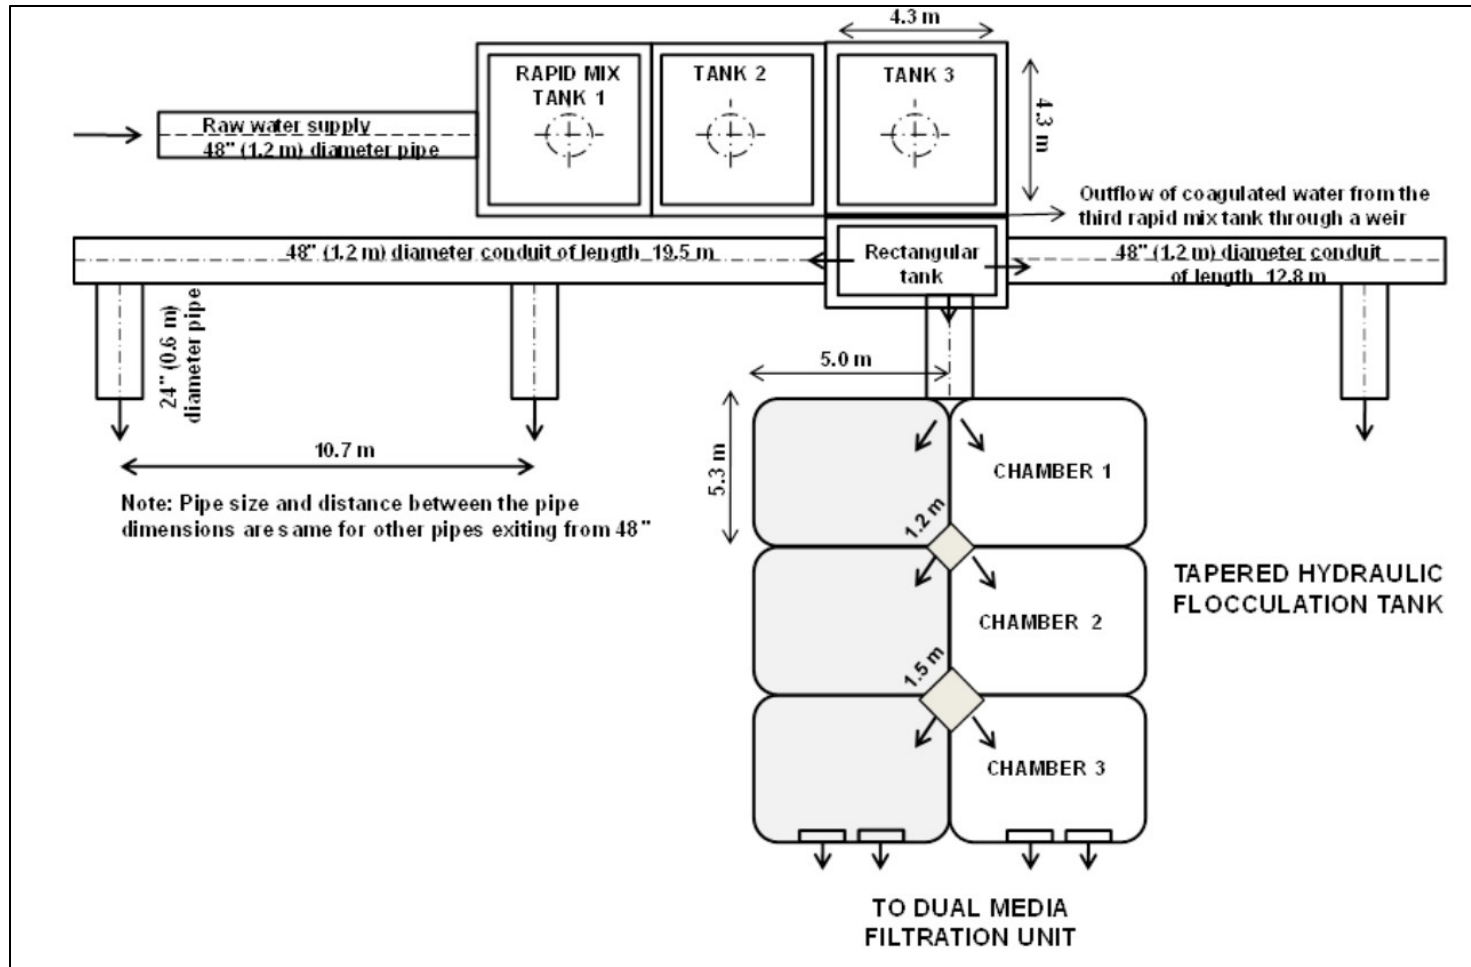 4.3 m
RAPID MIX
TANK 1
TANK 2
TANK 3
4.3 m
Raw water supply
48" (1.2 m) diameter pipe
Outflow of coagulated water from the
third rapid mix tank through a weir
48" (1.2 m) diameter conduit of length 19.5 m
Rectangular
tank
48" (1.2 m) diameter conduit
of length 12.8 m
24" (0.6 m)
diameter pipe
5.0 m
10.7 m
5.3 m
CHAMBER 1
Note: Pipe size and distance between the pipe
dimensions are same for other pipes exiting from 48"
1.2 m
TAPERED HYDRAULIC
FLOCCULATION TANK
CHAMBER 2
1.5 m
CHAMBER 3
TO DUAL MEDIA
FILTRATION UNIT